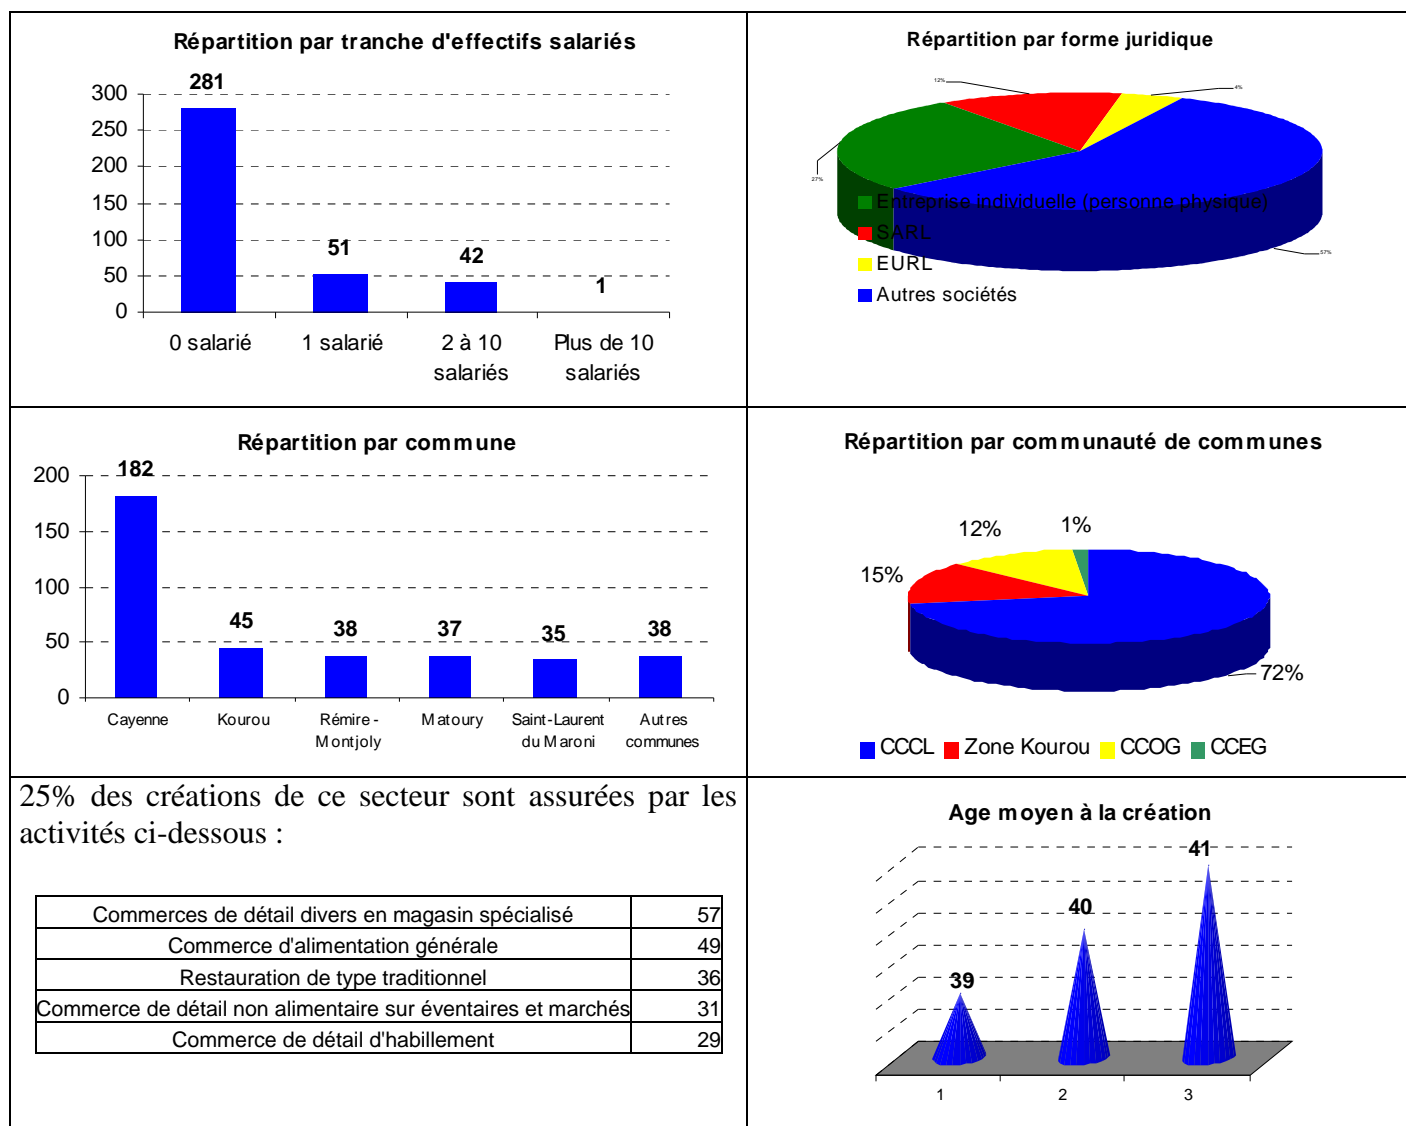 Répartition par tranche d'effectifs salariés
281
300
250
200
150
100
50
0
51
42
1
0 salarié
1 salarié
2 à 10
salariés
Plus de 10
salariés
Répartition par forme juridique
12%
4%
27%
57%
Entreprise individuelle (personne physique)
SARL
EURL
Autres sociétés
Répartition par commune
182
200
150
100
50
0
45
38
37
35
38
Cayenne
Kourou
Rémire -
Montjoly
Matoury
Saint-Laurent
du Maroni
Autres
communes
Répartition par communauté de communes
12%
1%
15%
72%
CCCL Zone Kourou CCOG CCEG
25% des créations de ce secteur sont assurées par les
activités ci-dessous :
Commerces de détail divers en magasin spécialisé 57
Commerce d'alimentation générale 49
Restauration de type traditionnel 36
Commerce de détail non alimentaire sur éventaires et marchés 31
Commerce de détail d'habillement 29
Age moyen à la création
41
40
39
1
2
3